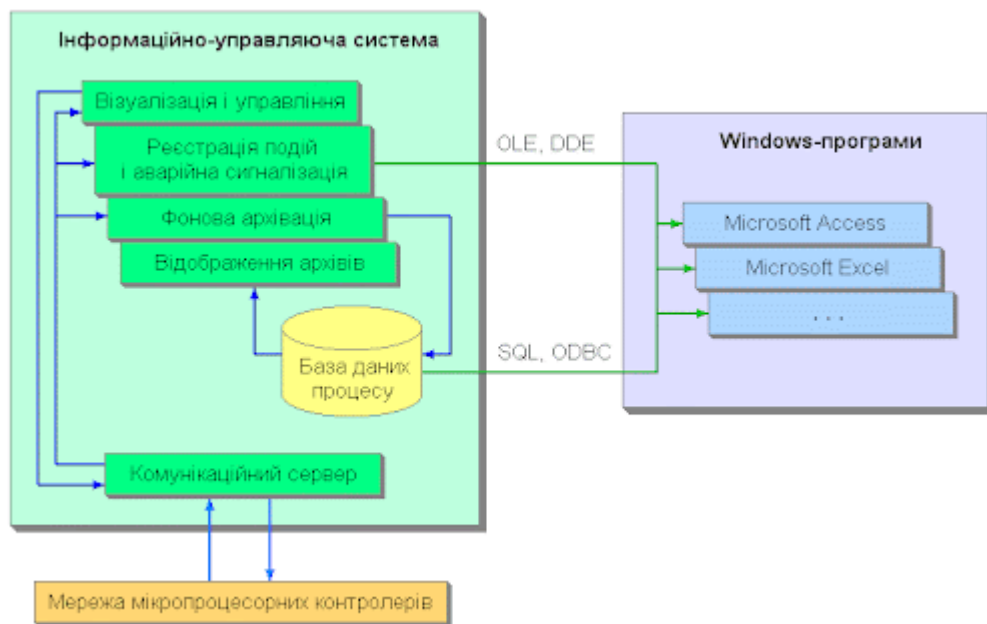 Інформаційно-управляюча система
Візуалізація і управління
Реєстрація подій
і аварійна сигналізація
Фонова архівація
Відображення архівів
База даних
процесу
Комунікаційний сервер
Мережа мікропроцесорних контролерів
OLE, DDE
SQL, ODBC
Windows-програми
Microsoft Access
Microsoft Excel
. . .